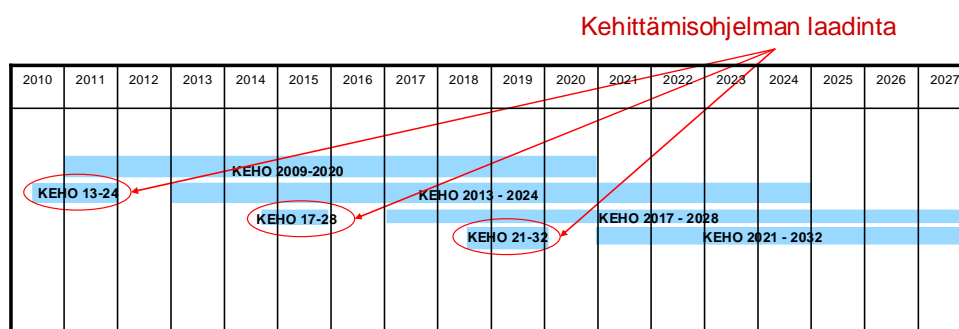 Kehittämisohjelman laadinta
2010 2011 2012 2013 2014 2015 2016 2017 2018 2019 2020 2021 2022 2023 2024 2025 2026 2027
KEHO 2009-2020
KEHO 13-24
KEHO 2013 - 2024
KEHO 17-28
KEHO 2017 - 2028
KEHO 21-32
KEHO 2021 - 2032